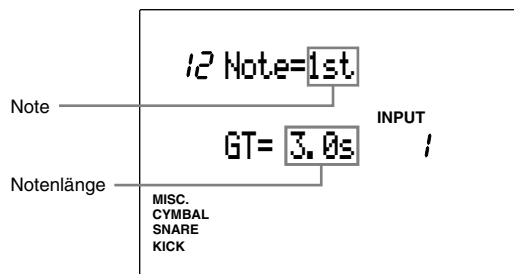 12 Note=1st
Note
INPUT
GT= 3.0s 1
Notenlänge
MISC.
CYMBAL
SNARE
KICK